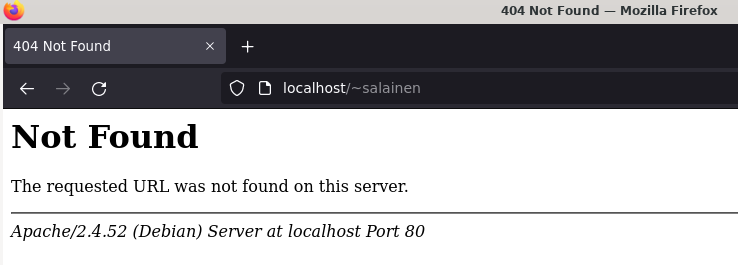 404 Not Found — Mozilla Firefox
404 Not Found
localhost/~salainen
Not Found
The requested URL was not found on this server.
Apache/2.4.52 (Debian) Server at localhost Port 80